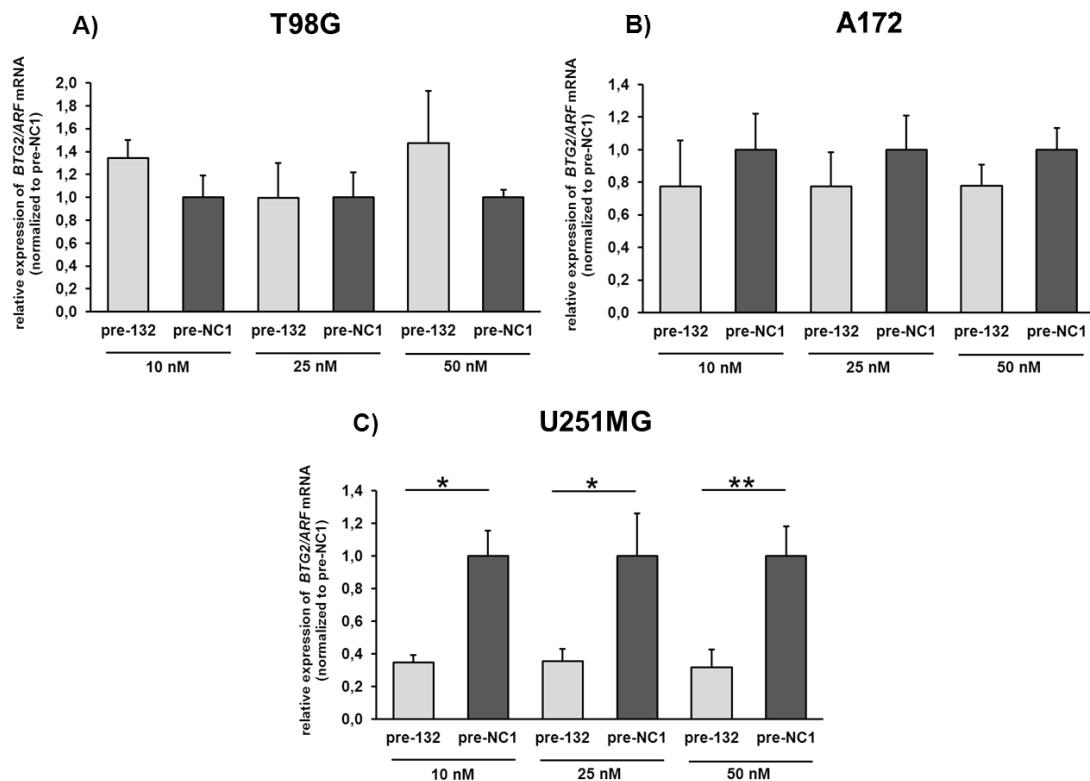 A) T98G
relative expression of BTG2/ARF mRNA
(normalized to pre-NC1)
2,0
1,8
1,6
1,4
1,2
1,0
0,8
0,6
0,4
0,2
0,0
pre-132 pre-NC1 pre-132 pre-NC1 pre-132 pre-NC1
10 nM 25 nM 50 nM
B) A172
relative expression of BTG2/ARF mRNA
(normalized to pre-NC1)
1,4
1,2
1,0
0,8
0,6
0,4
0,2
0,0
pre-132 pre-NC1 pre-132 pre-NC1 pre-132 pre-NC1
10 nM 25 nM 50 nM
C) U251MG
relative expression of BTG2/ARF mRNA
(normalized to pre-NC1)
1,4
1,2
1,0
0,8
0,6
0,4
0,2
0,0
* * **
pre-132 pre-NC1 pre-132 pre-NC1 pre-132 pre-NC1
10 nM 25 nM 50 nM